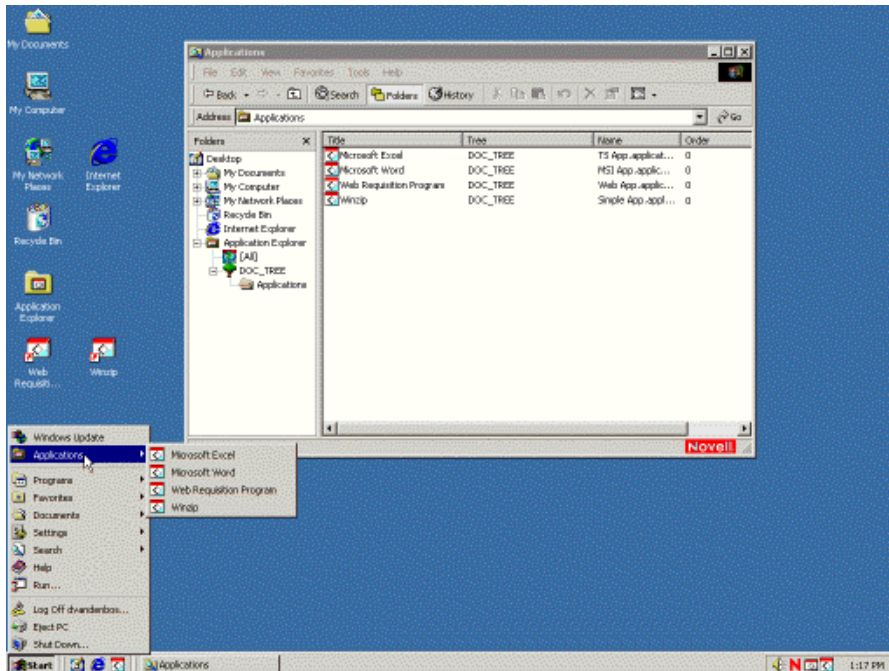 My Documents
My Computer
My Network Places
Internet Explorer
Recycle Bin
Application Explorer
Web Requisiti...
Winzip
Applications
File Edit View Favorites Tools Help
Back Search Folders History
Address Applications Go
Folders
Desktop
My Documents
My Computer
My Network Places
Recycle Bin
Internet Explorer
Application Explorer
[All]
DOC_TREE
Applications
Title Tree Name Order
Microsoft Excel DOC_TREE TS App.applicat... 0
Microsoft Word DOC_TREE MSI App.applic... 0
Web Requisition Program DOC_TREE Web App.applic... 0
Winzip DOC_TREE Simple App.appl... 0
Novell
Windows Update
Applications
Programs
Favorites
Documents
Settings
Search
Help
Run...
Log Off dvandenbos...
Eject PC
Shut Down...
Microsoft Excel
Microsoft Word
Web Requisition Program
Winzip
Start Applications N 1:17 PM